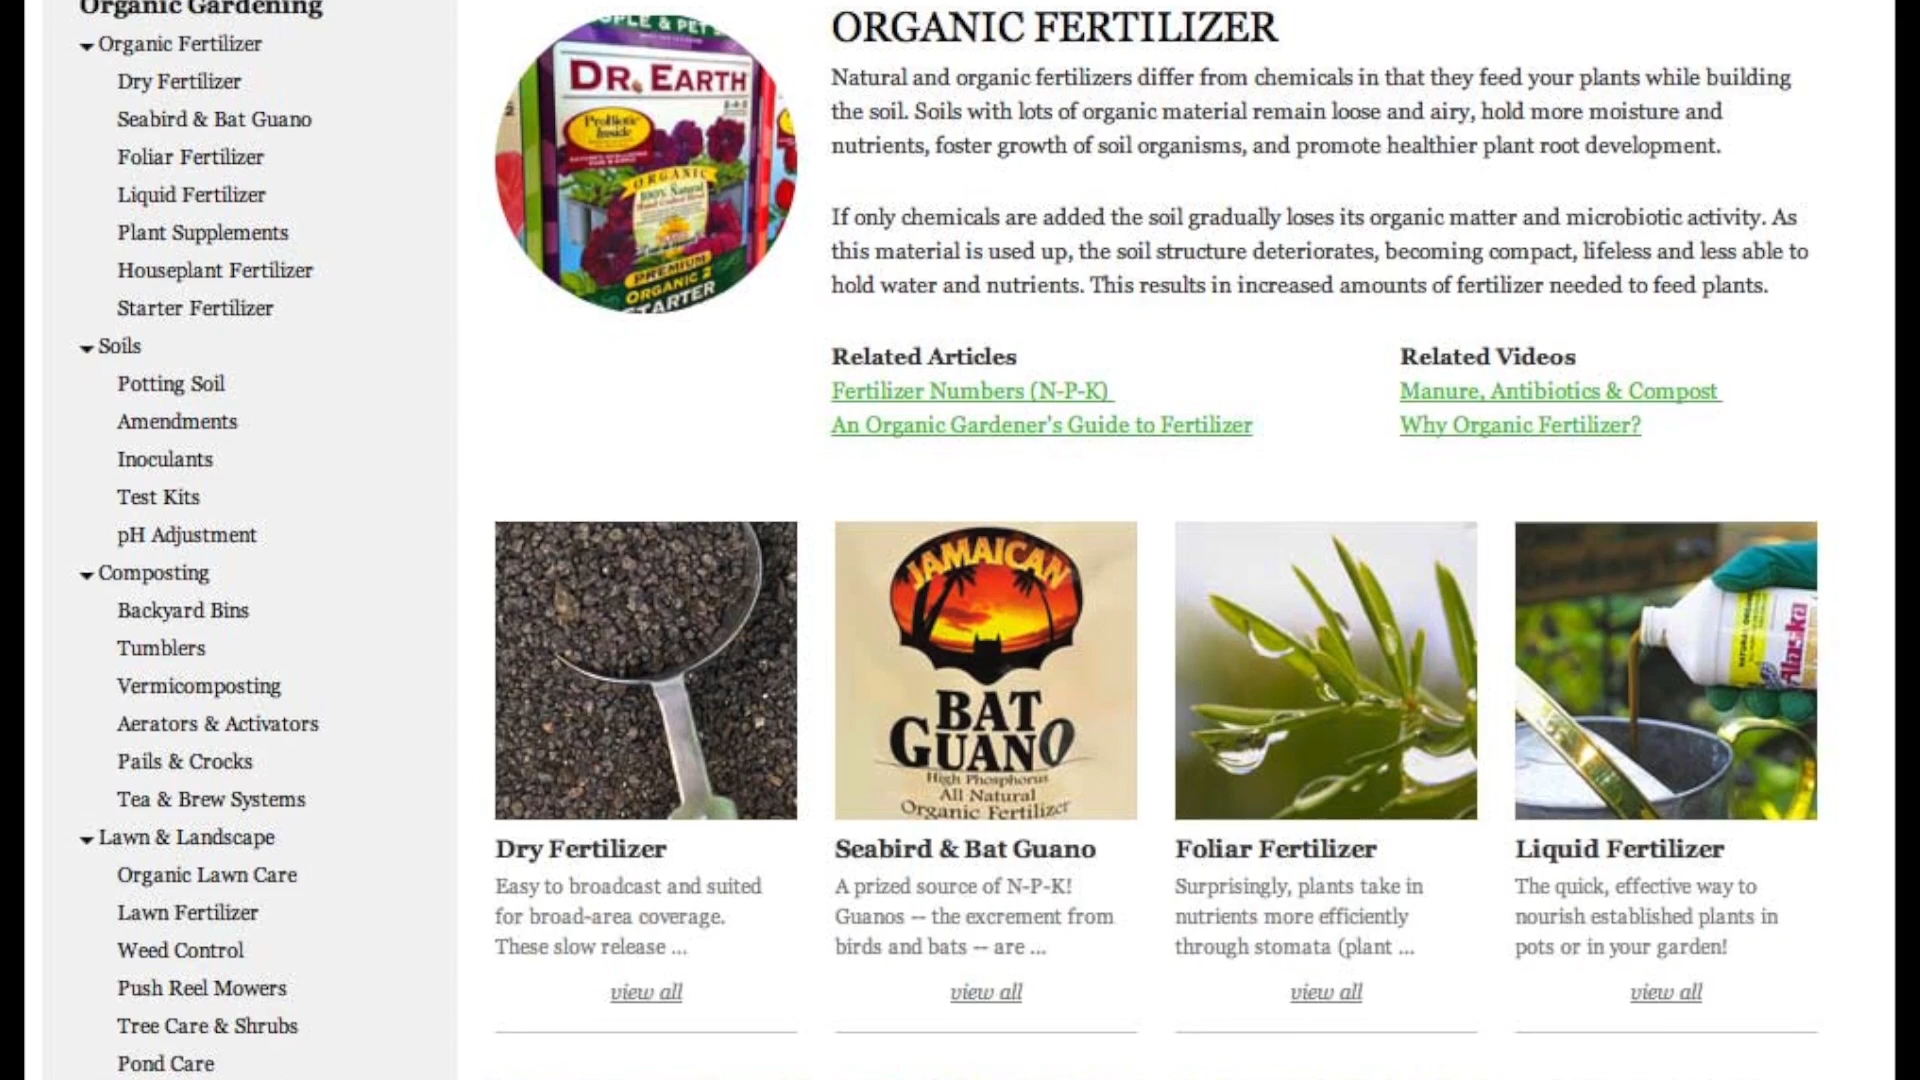 Organic Gardening
Organic Fertilizer
Dry Fertilizer
Seabird & Bat Guano
Foliar Fertilizer
Liquid Fertilizer
Plant Supplements
Houseplant Fertilizer
Starter Fertilizer
Soils
Potting Soil
Amendments
Inoculants
Test Kits
pH Adjustment
Composting
Backyard Bins
Tumblers
Vermicomposting
Aerators & Activators
Pails & Crocks
Tea & Brew Systems
Lawn & Landscape
Organic Lawn Care
Lawn Fertilizer
Weed Control
Push Reel Mowers
Tree Care & Shrubs
Pond Care
& PET
DR. EARTH
ProBiotic
Inside
ORGANIC
100% Natural
PREMIUM
ORGANIC 2
STARTER
ORGANIC FERTILIZER
Natural and organic fertilizers differ from chemicals in that they feed your plants while building
the soil. Soils with lots of organic material remain loose and airy, hold more moisture and
nutrients, foster growth of soil organisms, and promote healthier plant root development.
If only chemicals are added the soil gradually loses its organic matter and microbiotic activity. As
this material is used up, the soil structure deteriorates, becoming compact, lifeless and less able to
hold water and nutrients. This results in increased amounts of fertilizer needed to feed plants.
Related Articles
Fertilizer Numbers (N-P-K)
An Organic Gardener's Guide to Fertilizer
Related Videos
Manure, Antibiotics & Compost
Why Organic Fertilizer?
JAMAICAN
BAT
GUANO
High Phosphorus
All Natural
Organic Fertilizer
Alaska
Dry Fertilizer
Easy to broadcast and suited
for broad-area coverage.
These slow release ...
view all
Seabird & Bat Guano
A prized source of N-P-K!
Guanos -- the excrement from
birds and bats -- are ...
view all
Foliar Fertilizer
Surprisingly, plants take in
nutrients more efficiently
through stomata (plant ...
view all
Liquid Fertilizer
The quick, effective way to
nourish established plants in
pots or in your garden!
view all